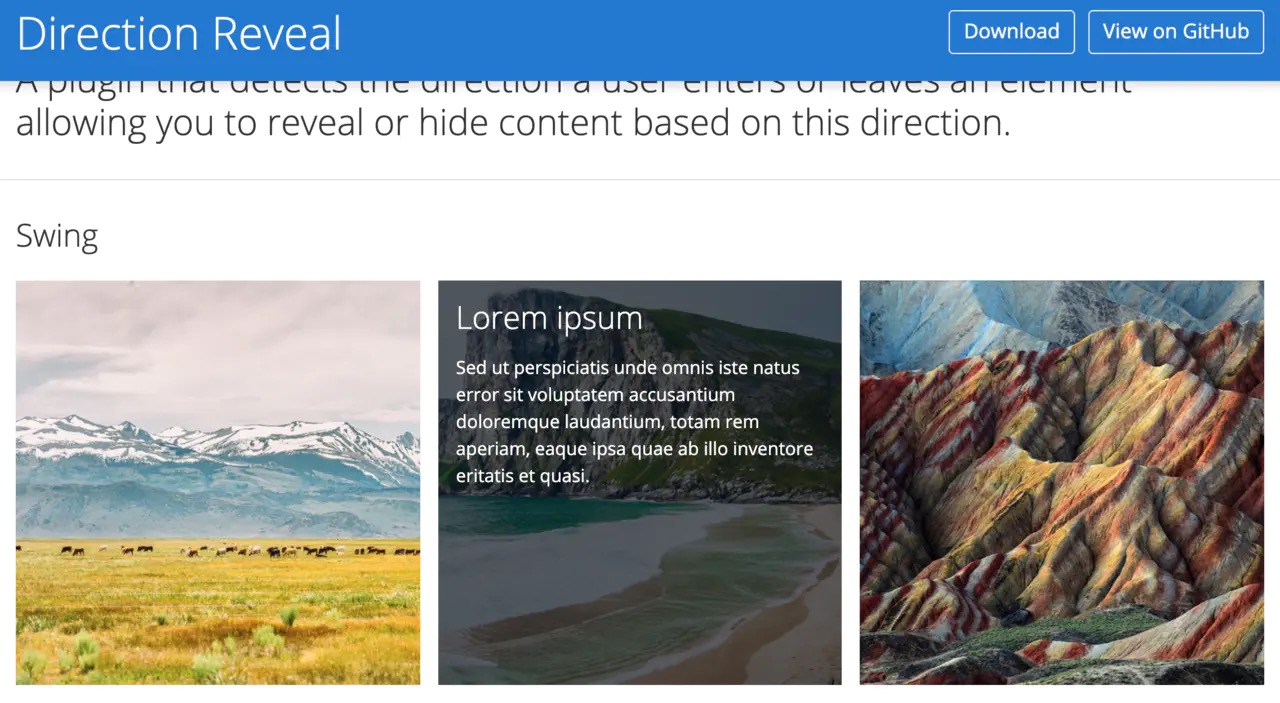 Direction Reveal
Download
View on GitHub
A plugin that detects the direction a user enters or leaves an element
allowing you to reveal or hide content based on this direction.
Swing
Lorem ipsum
Sed ut perspiciatis unde omnis iste natus
error sit voluptatem accusantium
doloremque laudantium, totam rem
aperiam, eaque ipsa quae ab illo inventore
eritatis et quasi.